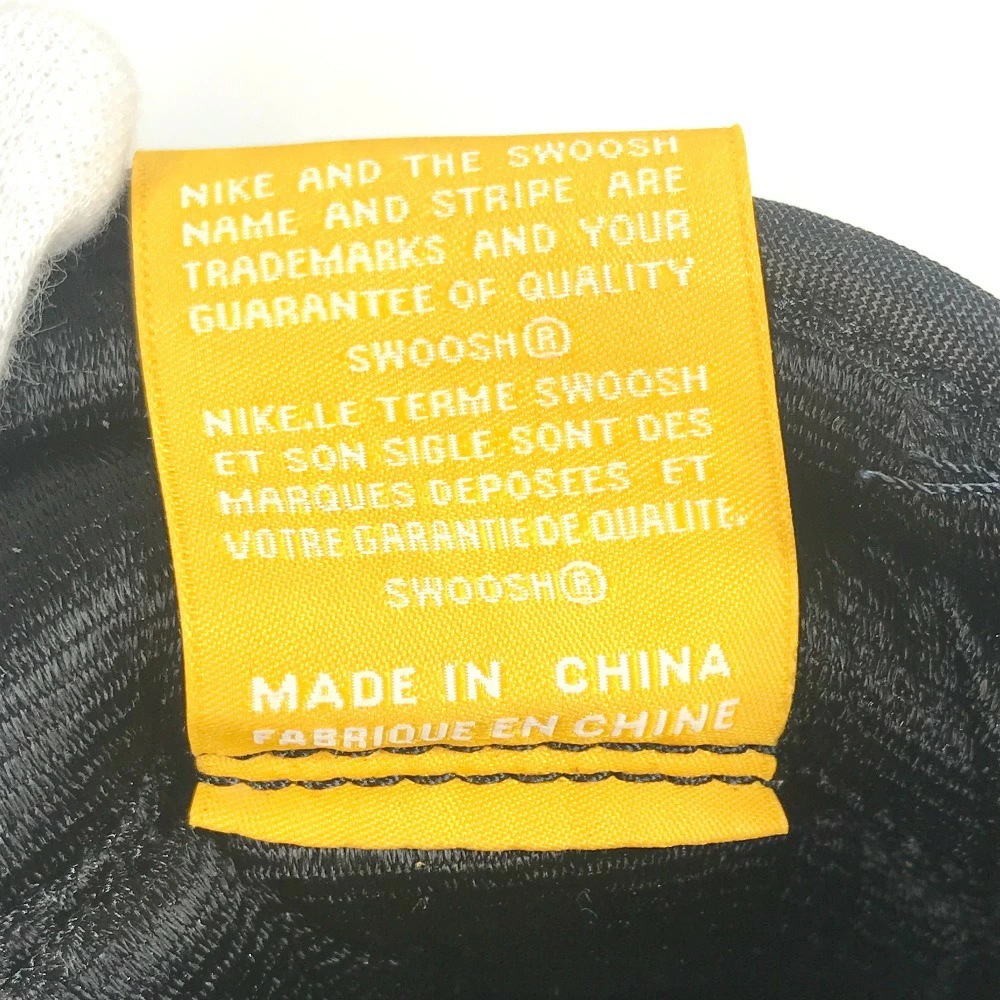 NIKE AND THE SWOOSH
NAME AND STRIPE ARE
TRADEMARKS AND YOUR
GUARANTEE OF QUALITY
SWOOSH®
NIKE.LE TERME SWOOSH
ET SON SIGLE SONT DES
MARQUES DEPOSEES ET
VOTRE GARANTIE DE QUALITE.
SWOOSH®
MADE IN CHINA
FABRIQUE EN CHINE